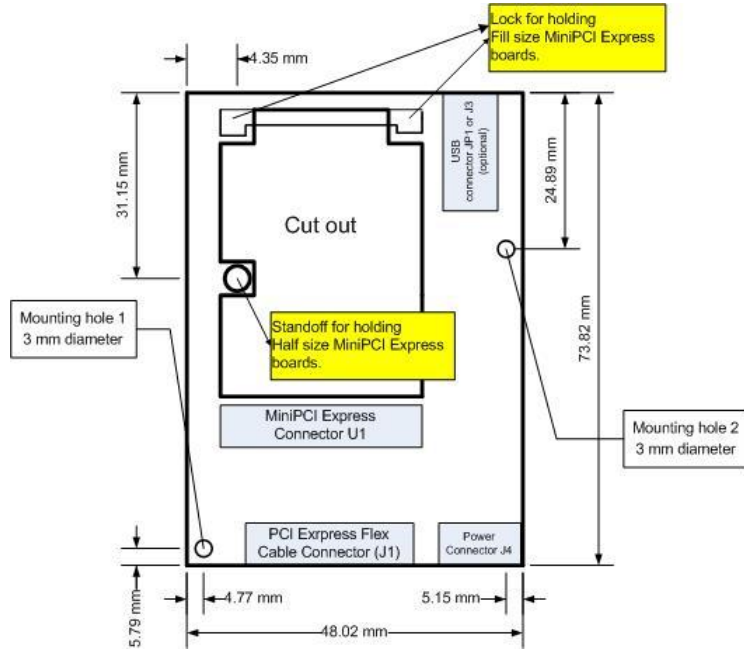 Lock for holding
Fill size MiniPCI Express
boards.
4.35 mm
31.15 mm
USB
connector JP1 or J3
(optional)
24.89 mm
Cut out
73.82 mm
Mounting hole 1
3 mm diameter
Standoff for holding
Half size MiniPCI Express
boards.
MiniPCI Express
Connector U1
Mounting hole 2
3 mm diameter
PCI Exrpress Flex
Cable Connector (J1)
Power
Connector J4
5.79 mm
4.77 mm
5.15 mm
48.02 mm